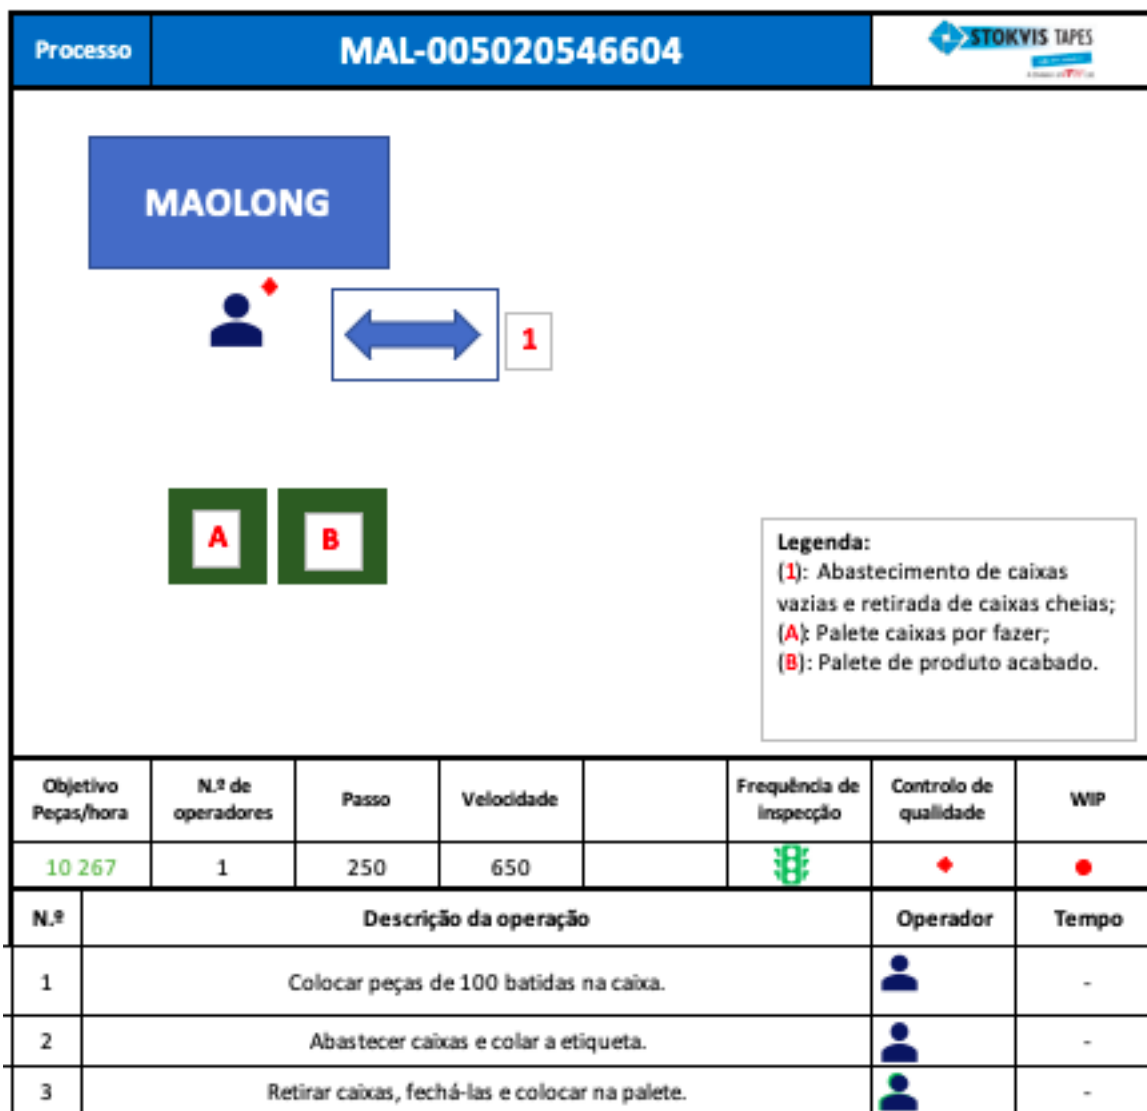 Processo
MAL-005020546604
STOKVIS TAPES
MAOLONG
1
A
B
Legenda:
(1): Abastecimento de caixas
vazias e retirada de caixas cheias;
(A): Palete caixas por fazer;
(B): Palete de produto acabado.
Objetivo Peças/hora N.º de operadores Passo Velocidade Frequência de inspecção Controlo de qualidade WIP
10 267 1 250 650
N.º Descrição da operação Operador Tempo
1 Colocar peças de 100 batidas na caixa. -
2 Abastecer caixas e colar a etiqueta. -
3 Retirar caixas, fechá-las e colocar na palete. -